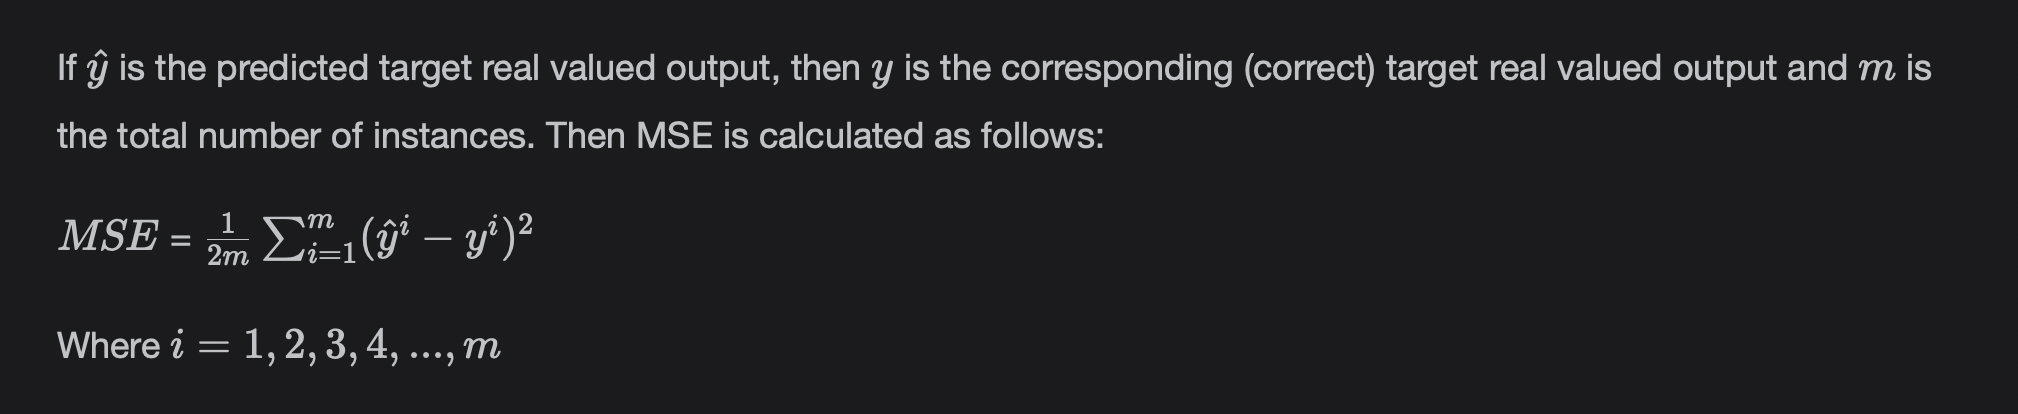 If ŷ is the predicted target real valued output, then y is the corresponding (correct) target real valued output and m is
the total number of instances. Then MSE is calculated as follows:
MSE = \frac{1}{2m} \sum_{i=1}^{m} (ŷ^i − y^i)^2
Where i = 1, 2, 3, 4, ..., m